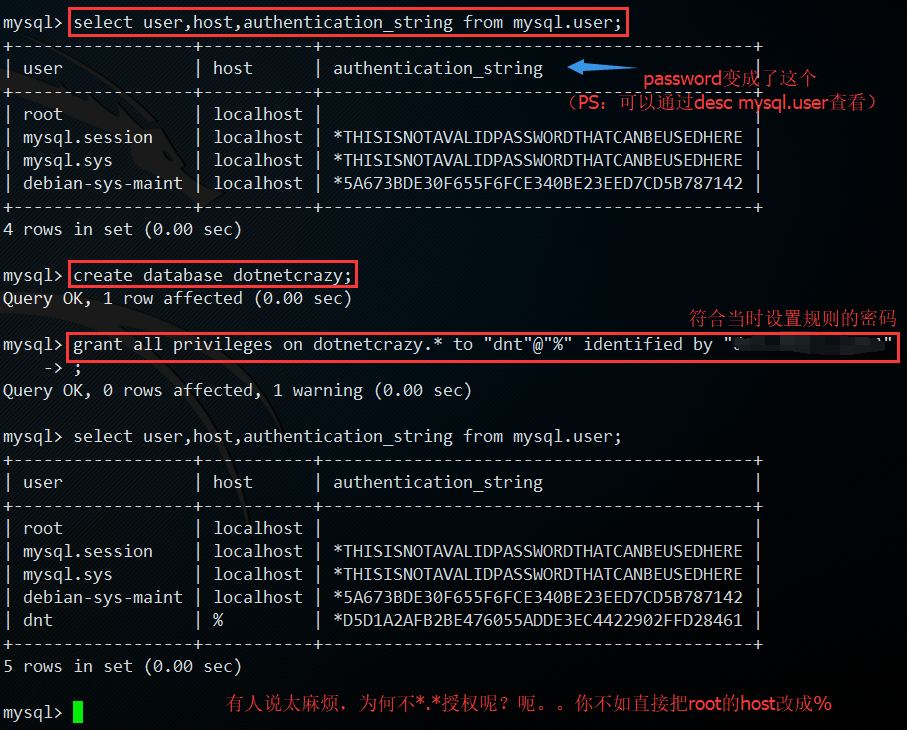 mysql> select user,host,authentication_string from mysql.user;
+------------------+-----------+-------------------------------------------+
| user             | host      | authentication_string                     |
password变成了这个
（PS：可以通过desc mysql.user查看）
+------------------+-----------+-------------------------------------------+
| root             | localhost |                                           |
| mysql.session    | localhost | *THISISNOTAVALIDPASSWORDTHATCANBEUSEDHERE |
| mysql.sys        | localhost | *THISISNOTAVALIDPASSWORDTHATCANBEUSEDHERE |
| debian-sys-maint | localhost | *5A673BDE30F655F6FCE340BE23EED7CD5B787142 |
+------------------+-----------+-------------------------------------------+
4 rows in set (0.00 sec)
mysql> create database dotnetcrazy;
Query OK, 1 row affected (0.00 sec)
符合当时设置规则的密码
mysql> grant all privileges on dotnetcrazy.* to "dnt"@"%" identified by "
-> ;
Query OK, 0 rows affected, 1 warning (0.00 sec)
mysql> select user,host,authentication_string from mysql.user;
+------------------+-----------+-------------------------------------------+
| user             | host      | authentication_string                     |
+------------------+-----------+-------------------------------------------+
| root             | localhost |                                           |
| mysql.session    | localhost | *THISISNOTAVALIDPASSWORDTHATCANBEUSEDHERE |
| mysql.sys        | localhost | *THISISNOTAVALIDPASSWORDTHATCANBEUSEDHERE |
| debian-sys-maint | localhost | *5A673BDE30F655F6FCE340BE23EED7CD5B787142 |
| dnt              | %         | *D5D1A2AFB2BE476055ADDE3EC4422902FFD28461 |
+------------------+-----------+-------------------------------------------+
5 rows in set (0.00 sec)
有人说太麻烦，为何不*.*授权呢？呃。。你不如直接把root的host改成%
mysql>